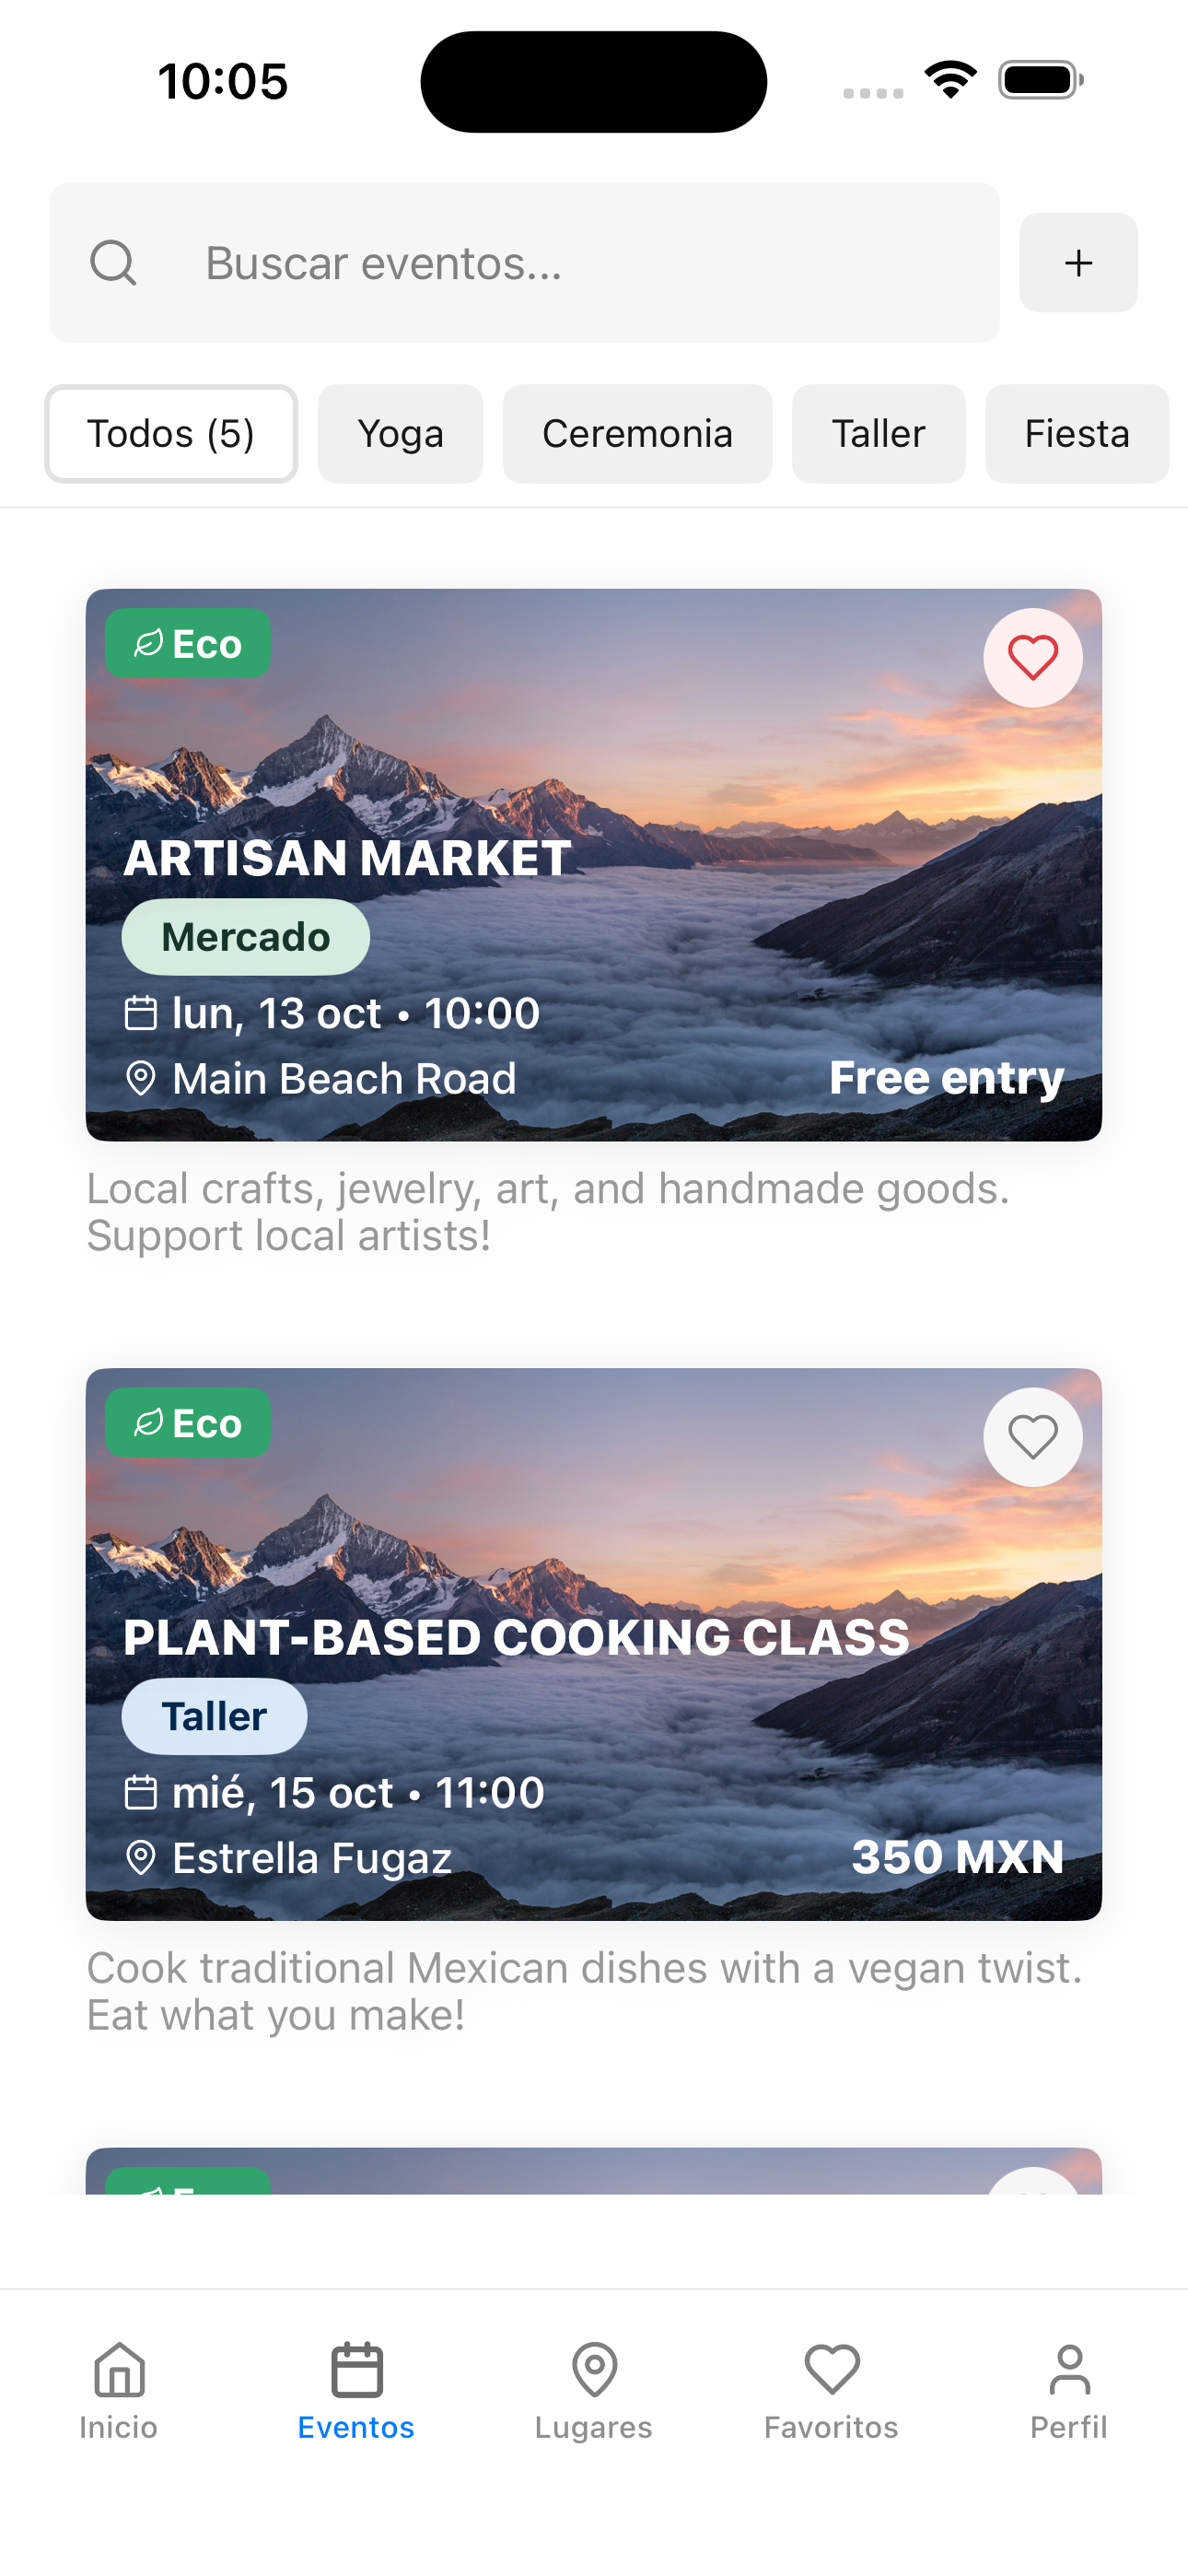 10:05
Buscar eventos...
+
Todos (5) Yoga Ceremonia Taller Fiesta
Eco
ARTISAN MARKET
Mercado
lun, 13 oct • 10:00
Main Beach Road Free entry
Local crafts, jewelry, art, and handmade goods.
Support local artists!
Eco
PLANT-BASED COOKING CLASS
Taller
mié, 15 oct • 11:00
Estrella Fugaz 350 MXN
Cook traditional Mexican dishes with a vegan twist.
Eat what you make!
Inicio Eventos Lugares Favoritos Perfil